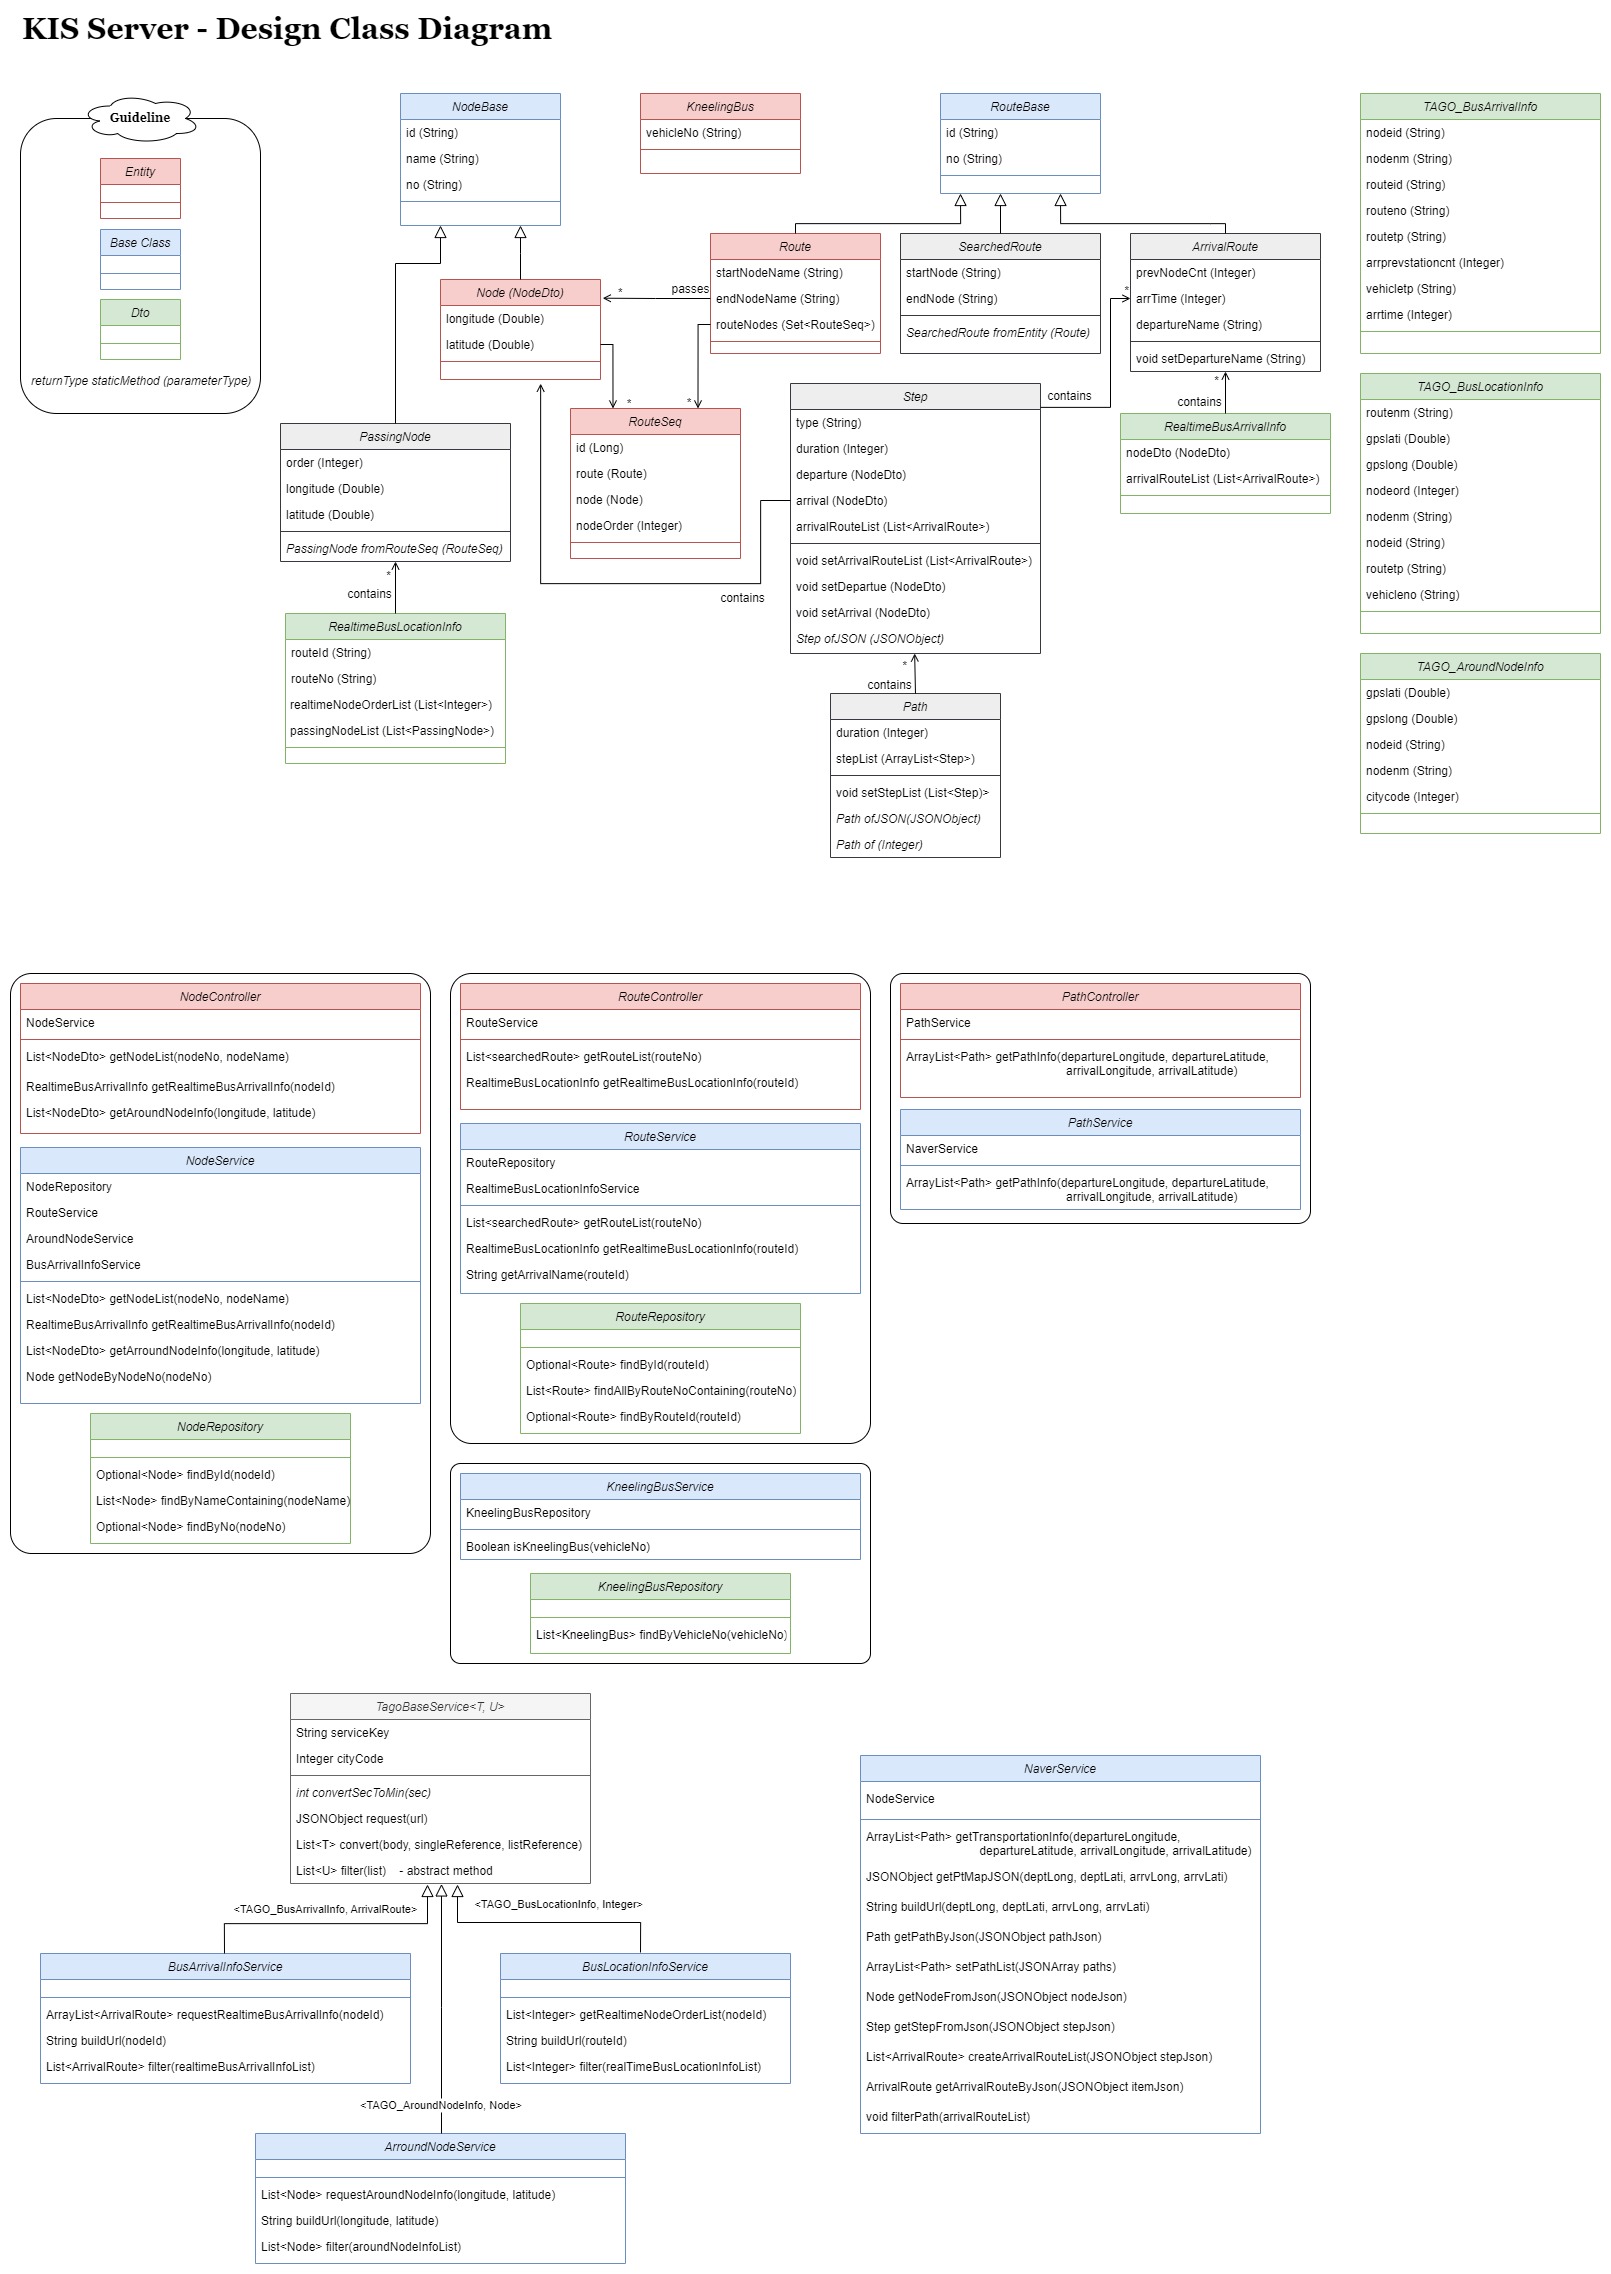 KIS Server - Design Class Diagram
Guideline
Entity
Base Class
Dto
returnType staticMethod (parameterType)
NodeBase
id (String)
name (String)
no (String)
KneelingBus
vehicleNo (String)
RouteBase
id (String)
no (String)
Node (NodeDto)
longitude (Double)
latitude (Double)
*
passes
Route
startNodeName (String)
endNodeName (String)
routeNodes (Set<RouteSeq>)
SearchedRoute
startNode (String)
endNode (String)
SearchedRoute fromEntity (Route)
ArrivalRoute
prevNodeCnt (Integer)
arrTime (Integer)
departureName (String)
void setDepartureName (String)
*
*
contains
RealtimeBusArrivalInfo
nodeDto (NodeDto)
arrivalRouteList (List<ArrivalRoute>)
PassingNode
order (Integer)
longitude (Double)
latitude (Double)
PassingNode fromRouteSeq (RouteSeq)
*
contains
RealtimeBusLocationInfo
routeId (String)
routeNo (String)
realtimeNodeOrderList (List<Integer>)
passingNodeList (List<PassingNode>)
*
*
RouteSeq
id (Long)
route (Route)
node (Node)
nodeOrder (Integer)
contains
Step
type (String)
duration (Integer)
departure (NodeDto)
arrival (NodeDto)
arrivalRouteList (List<ArrivalRoute>)
void setArrivalRouteList (List<ArrivalRoute>)
void setDepartue (NodeDto)
void setArrival (NodeDto)
Step ofJSON (JSONObject)
contains
*
contains
Path
duration (Integer)
stepList (ArrayList<Step>)
void setStepList (List<Step)>
Path ofJSON(JSONObject)
Path of (Integer)
TAGO_BusArrivalInfo
nodeid (String)
nodenm (String)
routeid (String)
routeno (String)
routetp (String)
arrprevstationcnt (Integer)
vehicletp (String)
arrtime (Integer)
TAGO_BusLocationInfo
routenm (String)
gpslati (Double)
gpslong (Double)
nodeord (Integer)
nodenm (String)
nodeid (String)
routetp (String)
vehicleno (String)
TAGO_AroundNodeInfo
gpslati (Double)
gpslong (Double)
nodeid (String)
nodenm (String)
citycode (Integer)
NodeController
NodeService
List<NodeDto> getNodeList(nodeNo, nodeName)
RealtimeBusArrivalInfo getRealtimeBusArrivalInfo(nodeId)
List<NodeDto> getAroundNodeInfo(longitude, latitude)
NodeService
NodeRepository
RouteService
AroundNodeService
BusArrivalInfoService
List<NodeDto> getNodeList(nodeNo, nodeName)
RealtimeBusArrivalInfo getRealtimeBusArrivalInfo(nodeId)
List<NodeDto> getArroundNodeInfo(longitude, latitude)
Node getNodeByNodeNo(nodeNo)
NodeRepository
Optional<Node> findById(nodeId)
List<Node> findByNameContaining(nodeName)
Optional<Node> findByNo(nodeNo)
RouteController
RouteService
List<searchedRoute> getRouteList(routeNo)
RealtimeBusLocationInfo getRealtimeBusLocationInfo(routeId)
RouteService
RouteRepository
RealtimeBusLocationInfoService
List<searchedRoute> getRouteList(routeNo)
RealtimeBusLocationInfo getRealtimeBusLocationInfo(routeId)
String getArrivalName(routeId)
RouteRepository
Optional<Route> findById(routeId)
List<Route> findAllByRouteNoContaining(routeNo)
Optional<Route> findByRouteId(routeId)
PathController
PathService
ArrayList<Path> getPathInfo(departureLongitude, departureLatitude,
arrivalLongitude, arrivalLatitude)
PathService
NaverService
ArrayList<Path> getPathInfo(departureLongitude, departureLatitude,
arrivalLongitude, arrivalLatitude)
KneelingBusService
KneelingBusRepository
Boolean isKneelingBus(vehicleNo)
KneelingBusRepository
List<KneelingBus> findByVehicleNo(vehicleNo)
TagoBaseService<T, U>
String serviceKey
Integer cityCode
int convertSecToMin(sec)
JSONObject request(url)
List<T> convert(body, singleReference, listReference)
List<U> filter(list) - abstract method
<TAGO_BusArrivalInfo, ArrivalRoute>
<TAGO_BusLocationInfo, Integer>
BusArrivalInfoService
ArrayList<ArrivalRoute> requestRealtimeBusArrivalInfo(nodeId)
String buildUrl(nodeId)
List<ArrivalRoute> filter(realtimeBusArrivalInfoList)
BusLocationInfoService
List<Integer> getRealtimeNodeOrderList(nodeId)
String buildUrl(routeId)
List<Integer> filter(realTimeBusLocationInfoList)
<TAGO_AroundNodeInfo, Node>
ArroundNodeService
List<Node> requestAroundNodeInfo(longitude, latitude)
String buildUrl(longitude, latitude)
List<Node> filter(aroundNodeInfoList)
NaverService
NodeService
ArrayList<Path> getTransportationInfo(departureLongitude,
departureLatitude, arrivalLongitude, arrivalLatitude)
JSONObject getPtMapJSON(deptLong, deptLati, arrvLong, arrvLati)
String buildUrl(deptLong, deptLati, arrvLong, arrvLati)
Path getPathByJson(JSONObject pathJson)
ArrayList<Path> setPathList(JSONArray paths)
Node getNodeFromJson(JSONObject nodeJson)
Step getStepFromJson(JSONObject stepJson)
List<ArrivalRoute> createArrivalRouteList(JSONObject stepJson)
ArrivalRoute getArrivalRouteByJson(JSONObject itemJson)
void filterPath(arrivalRouteList)